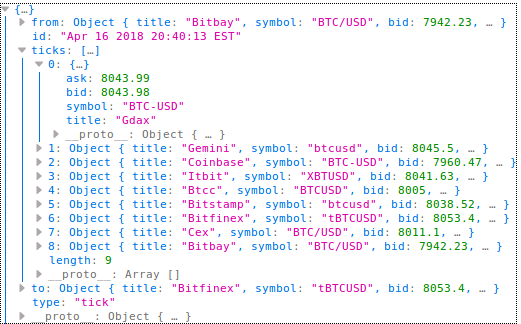 {…}
from: Object { title: "Bitbay", symbol: "BTC/USD", bid: 7942.23, … }
id: "Apr 16 2018 20:40:13 EST"
ticks: […]
0: {…}
ask: 8043.99
bid: 8043.98
symbol: "BTC-USD"
title: "Gdax"
__proto__: Object { … }
1: Object { title: "Gemini", symbol: "btcusd", bid: 8045.5, … }
2: Object { title: "Coinbase", symbol: "BTC-USD", bid: 7960.47, … }
3: Object { title: "Itbit", symbol: "XBTUSD", bid: 8041.63, … }
4: Object { title: "Btcc", symbol: "BTCUSD", bid: 8005, … }
5: Object { title: "Bitstamp", symbol: "btcusd", bid: 8038.52, … }
6: Object { title: "Bitfinex", symbol: "tBTCUSD", bid: 8053.4, … }
7: Object { title: "Cex", symbol: "BTC/USD", bid: 8011.1, … }
8: Object { title: "Bitbay", symbol: "BTC/USD", bid: 7942.23, … }
length: 9
__proto__: Array []
to: Object { title: "Bitfinex", symbol: "tBTCUSD", bid: 8053.4, … }
type: "tick"
__proto__: Object { … }